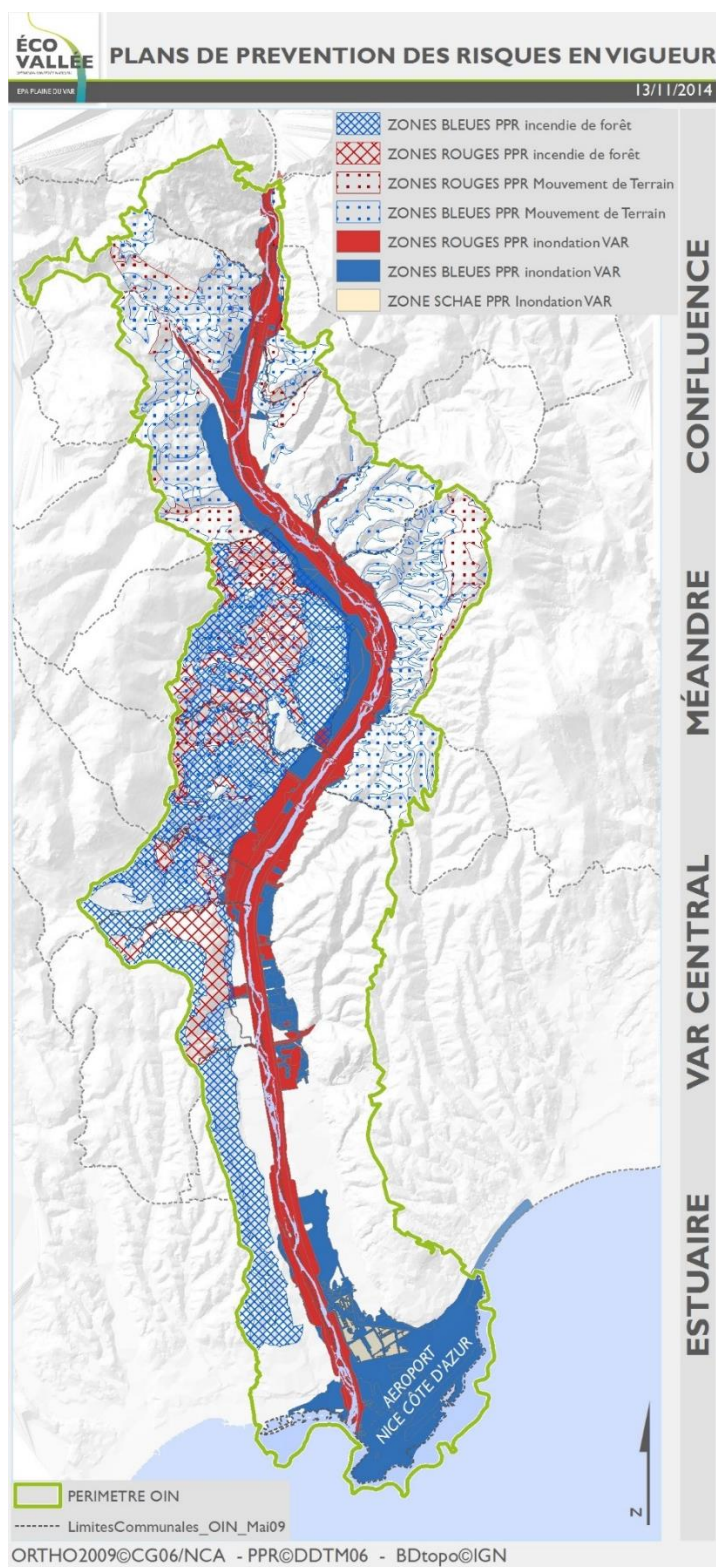 ÉCO
VALLÉE
PLANS DE PREVENTION DES RISQUES EN VIGUEUR
EPA PLAINE DU VAR
13/11/2014
ZONES BLEUES PPR incendie de forêt
ZONES ROUGES PPR incendie de forêt
ZONES ROUGES PPR Mouvement de Terrain
ZONES BLEUES PPR Mouvement de Terrain
ZONES ROUGES PPR inondation VAR
ZONES BLEUES PPR inondation VAR
ZONE SCHAE PPR Inondation VAR
CONFLUENCE
MÉANDRE
VAR CENTRAL
ESTUAIRE
AEROPORT
NICE CÔTE D'AZUR
N
PERIMETRE OIN
LimitesCommunales_OIN_Mai09
ORTHO2009©CG06/NCA - PPR©DDTM06 - BDtopo©IGN